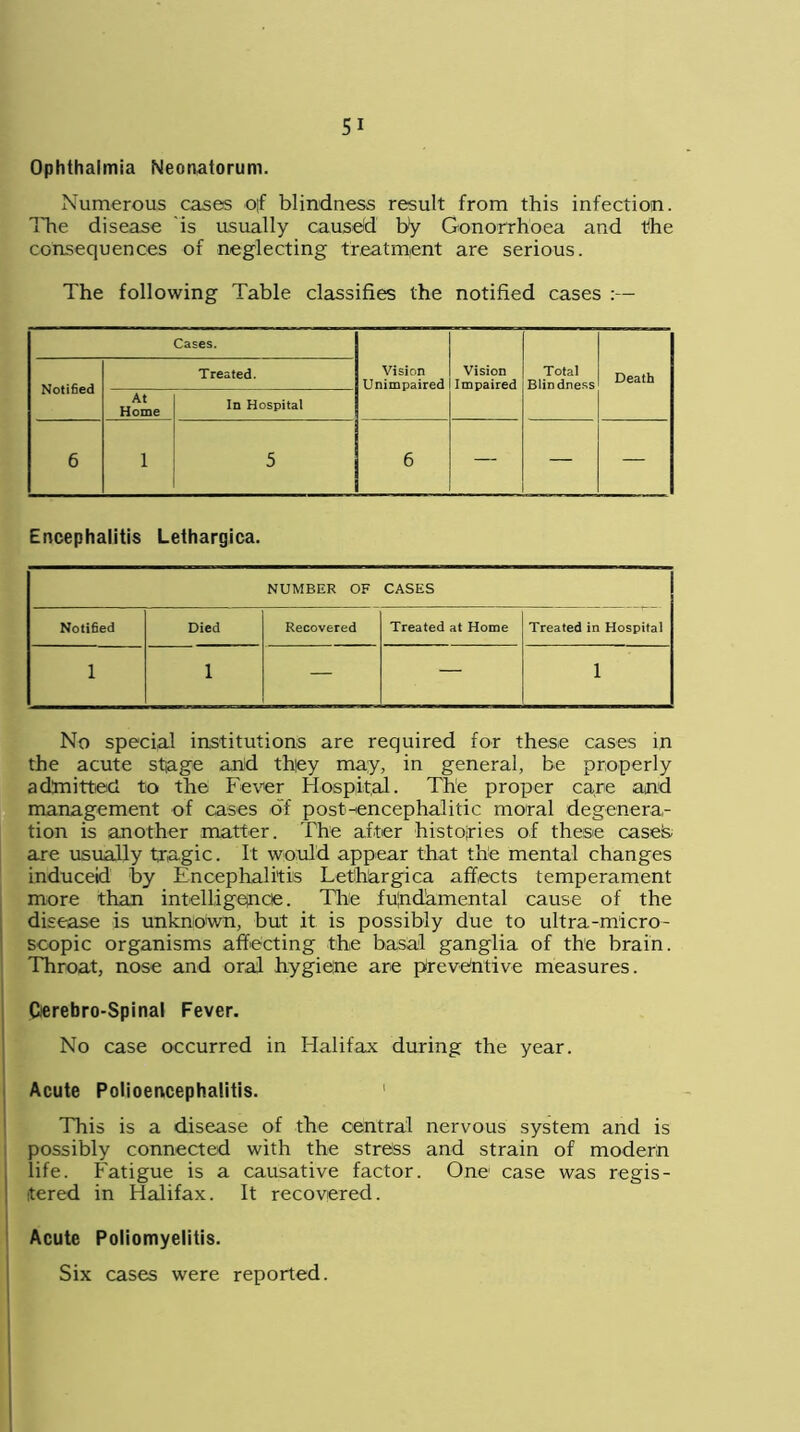 51
Ophthalmia Neonatorum.
Numerous cases of blindness result from this infection.
The disease is usually caused by Gonorrhoea and the
consequences of neglecting treatment are serious.
The following Table classifies the notified cases :—
Cases.
Notified
Treated.
At Home
In Hospital
Vision Unimpaired
Vision Impaired
Total Blindness
Death
6 1 5 6 — — —
Encephalitis Lethargica.
NUMBER OF CASES
Notified Died Recovered Treated at Home Treated in Hospital
1 1 — — 1
No special institutions are required for these cases in
the acute stage and they may, in general, be properly
admitted to the Fever Hospital. The proper care and
management of cases of post-encephalitic moral degenera-
tion is another matter. The after histories of these cases
are usually tragic. It would appear that the mental changes
induced by Encephalitis Lethargica affects temperament
more than intelligence. The fundamental cause of the
disease is unknown, but it is possibly due to ultra-micro-
scopic organisms affecting the basal ganglia of the brain.
Throat, nose and oral hygiene are preventive measures.
Cerebro-Spinal Fever.
No case occurred in Halifax during the year.
Acute Polioencephalitis.
This is a disease of the central nervous system and is
possibly connected with the stress and strain of modern
life. Fatigue is a causative factor. One case was regis-
tered in Halifax. It recovered.
Acute Poliomyelitis.
Six cases were reported.